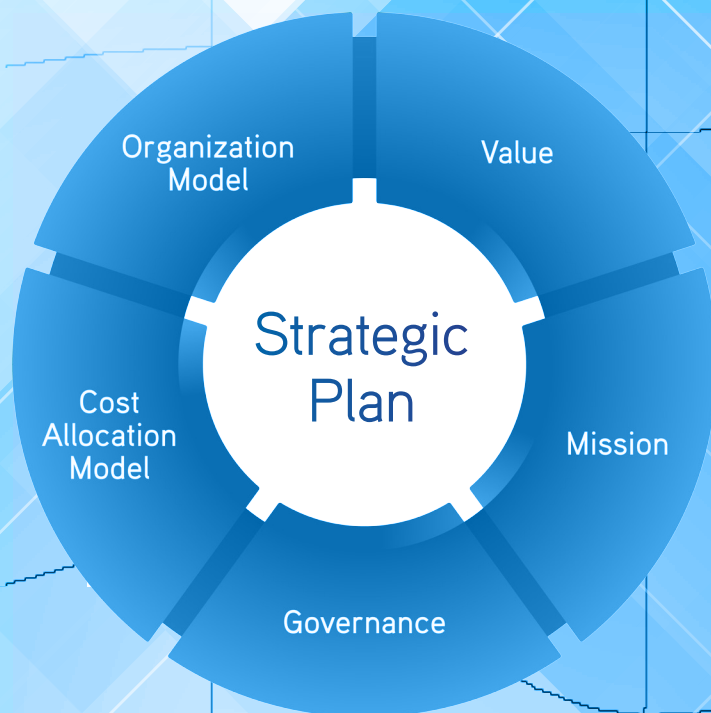 Organization
Model
Value
Strategic
Plan
Cost
Allocation
Model
Mission
Governance